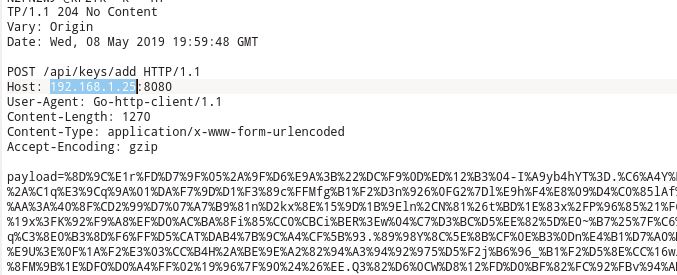 TP/1.1 204 No Content
Vary: Origin
Date: Wed, 08 May 2019 19:59:48 GMT
POST /api/keys/add HTTP/1.1
Host: 192.168.1.25:8080
User-Agent: Go-http-client/1.1
Content-Length: 1270
Content-Type: application/x-www-form-urlencoded
Accept-Encoding: gzip
payload=%8D%9C%E1r%FD%D7%9F%05%2A%9F%D6%E9A%3B%22%DC%F9%0D%ED%12%B3%04-I%A9yb4hYT%3D.%C6%A4Y%
%2A%C1q%E3%9Cq%9A%01%DA%F7%9D%D1%F3%89c%FFMfg%B1%F2%D3n%926%0FG2%7Dl%E9h%F4%E8%09%D4%C0%85lAf
%AA%3A%40%8F%CD2%99%D7%07%A7%B9%81n%D2kx%8E%15%9D%1B%9Eln%2CN%81%26t%BD%1E%83x%2FP%96%85%21%F
%19x%3FK%92%F9%A8%EF%D0%AC%BA%8Fi%85%CC0%CBCi%BER%3Ew%04%C7%D3%BC%D5%EE%82%5D%E0~%B7%25%7F%C6
q%C3%8E0%B3%8D%F6%FF%D5%CAT%DAB4%7B%9C%A4%CF%5B%93.%89%98Y%8C%5E%8B%CF%0E%B3%0Dn%E4%B1%D7%A0%
%E9U%3E%0F%1A%F2%E3%03%CC%B4H%2A%BE%9E%A2%82%94%A3%94%92%975%D5%F2j%B6%96_%B1%F2%D5%8E%CC%16w
%8FM%9B%1E%DF0%D0%A4%FF%02%19%96%7F%90%24%26%EE.Q3%82%D6%0CW%D8%12%FD%D0%BF%82%FC%92%FBv%94%A